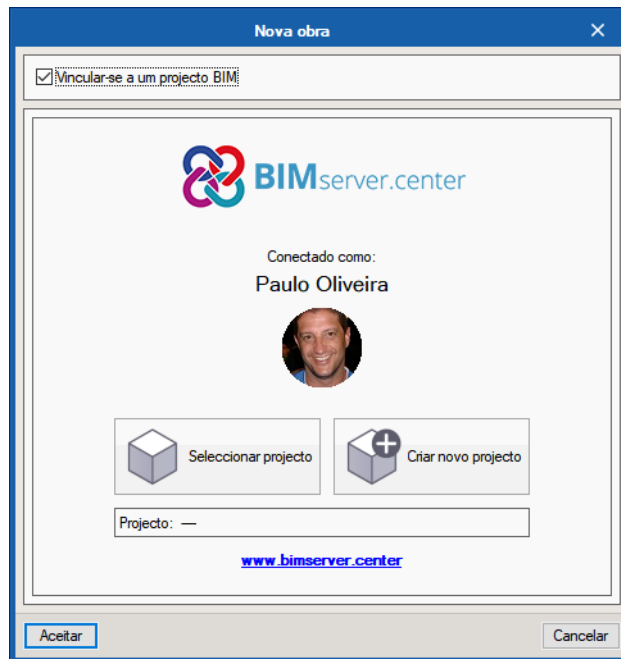 Nova obra
Vincular-se a um projecto BIM
BIMserver.center
Conectado como:
Paulo Oliveira
Seleccionar projecto
Criar novo projecto
Projecto: —
www.bimserver.center
Aceitar
Cancelar